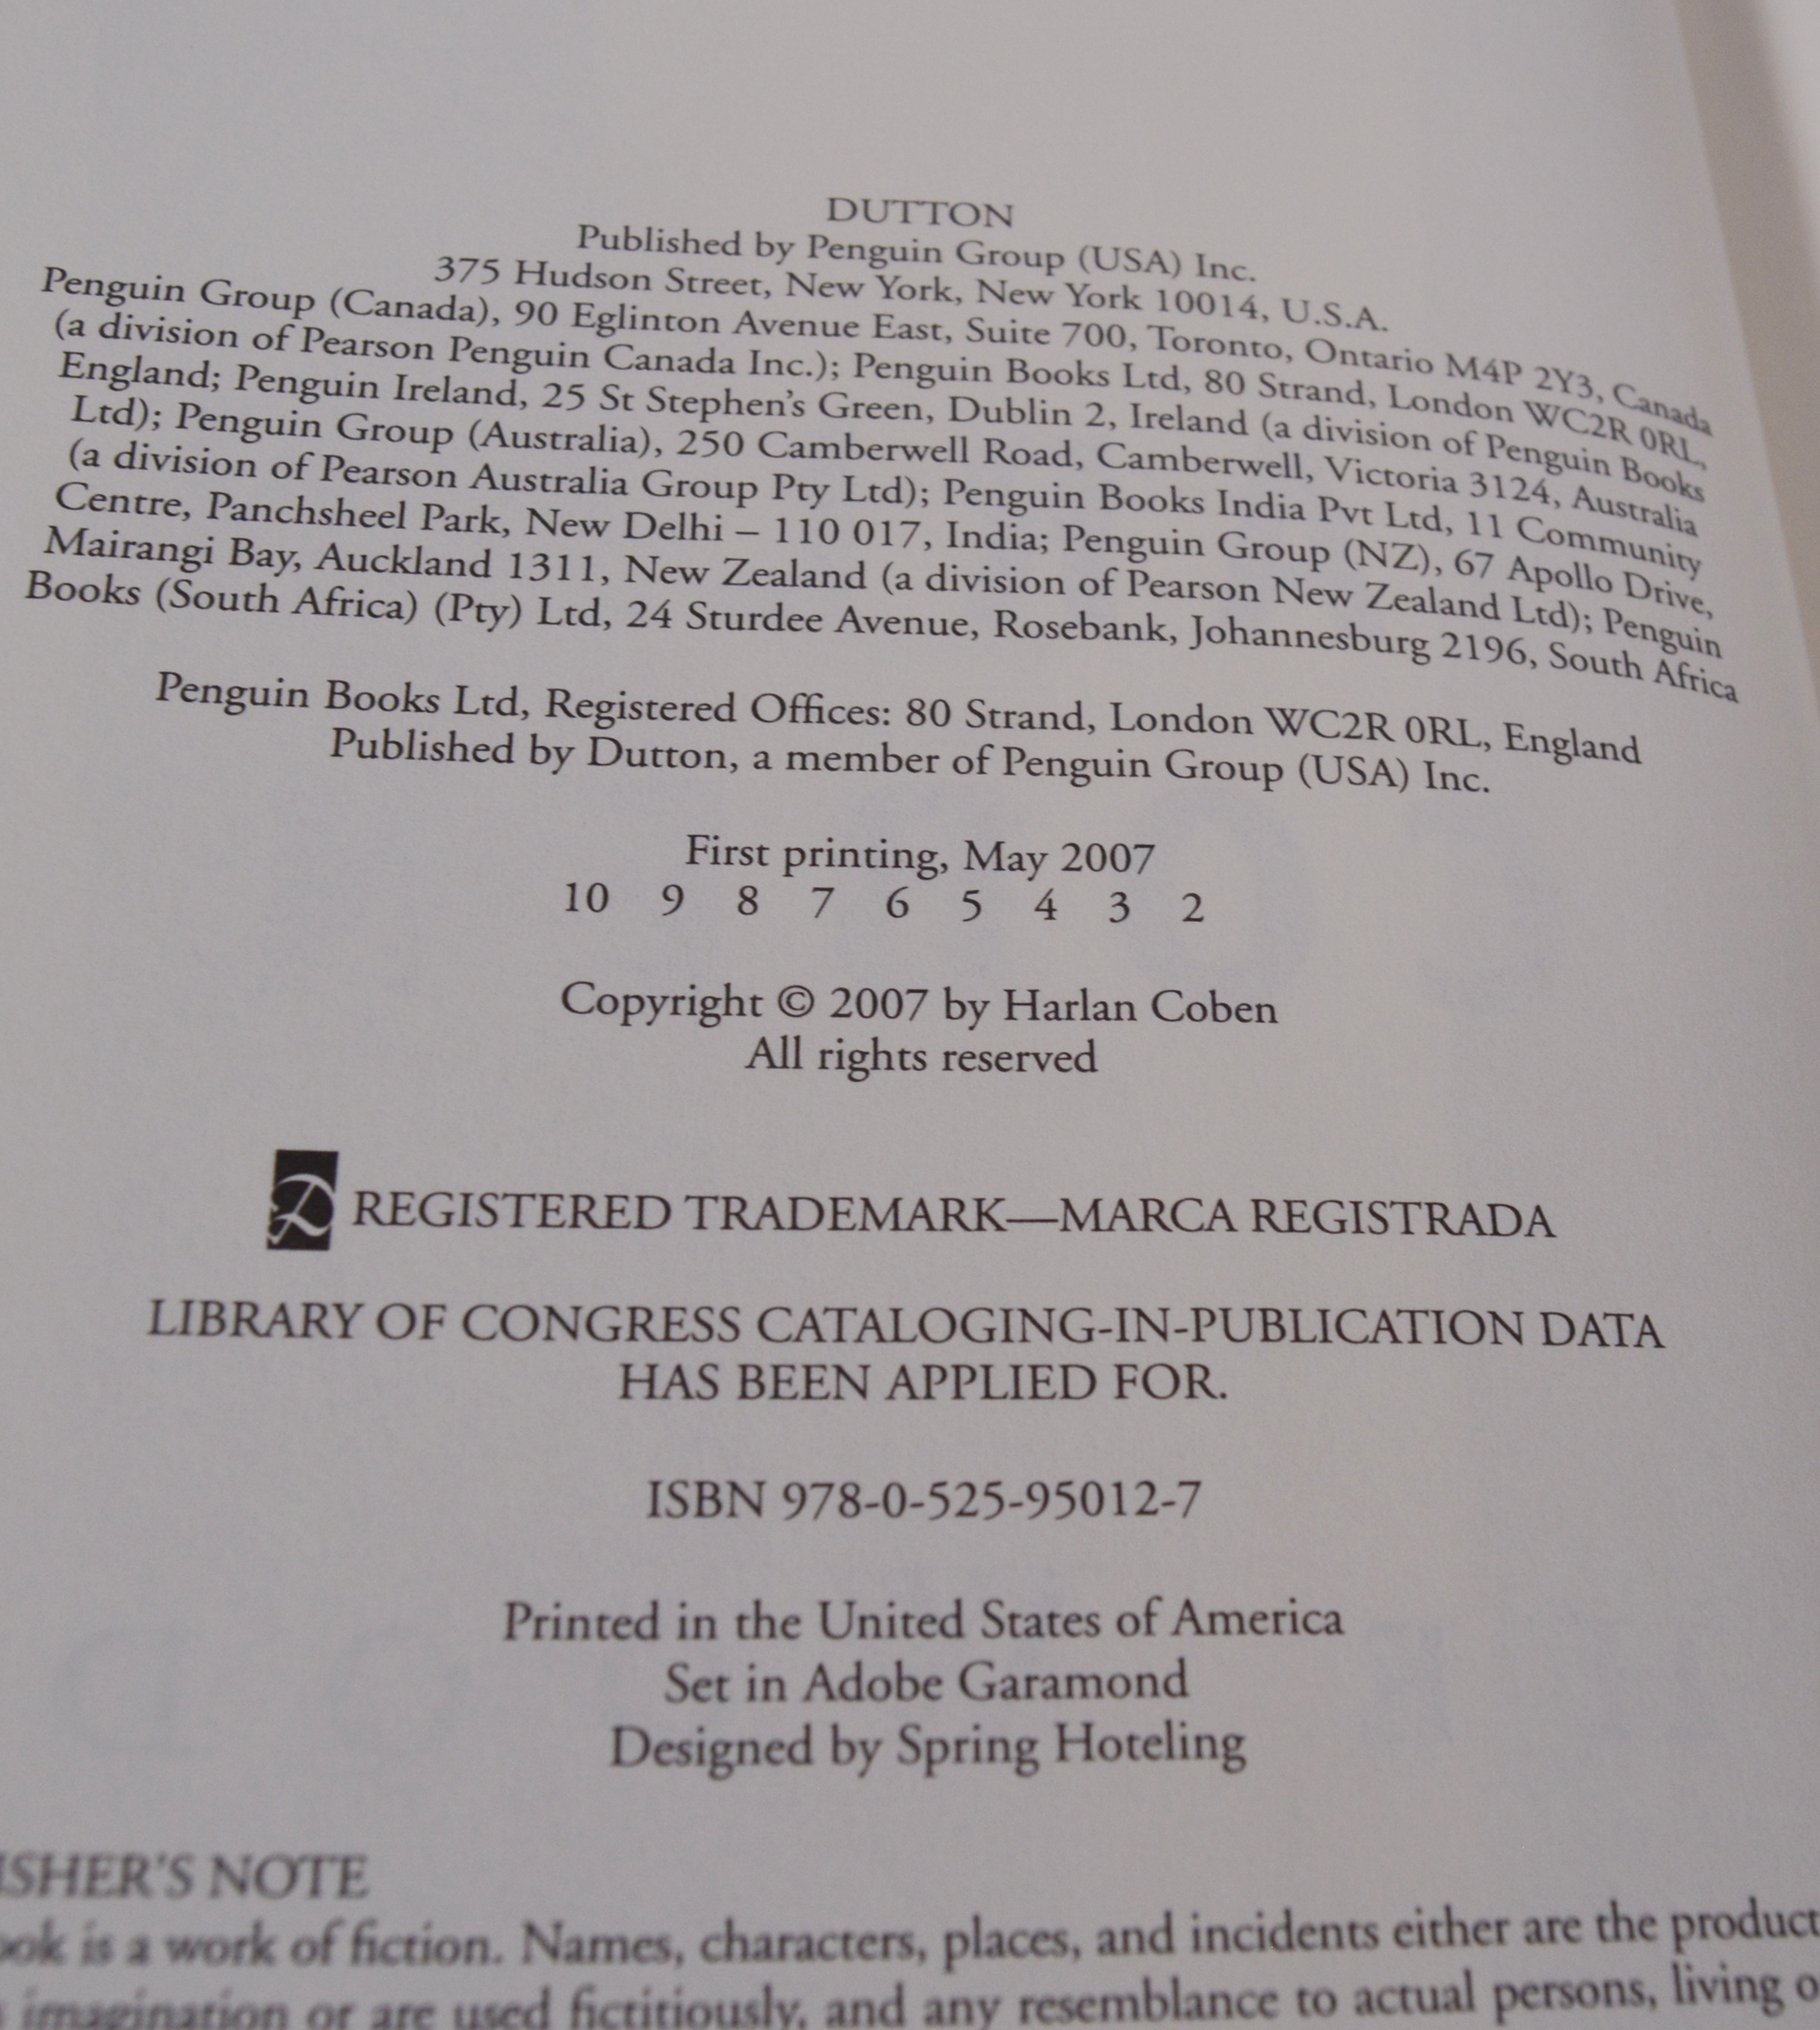 DUTTON
Published by Penguin Group (USA) Inc.
375 Hudson Street, New York, New York 10014, U.S.A.
Penguin Group (Canada), 90 Eglinton Avenue East, Suite 700, Toronto, Ontario M4P 2Y3, Canada
(a division of Pearson Penguin Canada Inc.); Penguin Books Ltd, 80 Strand, London WC2R 0RL,
England; Penguin Ireland, 25 St Stephen's Green, Dublin 2, Ireland (a division of Penguin Books
Ltd); Penguin Group (Australia), 250 Camberwell Road, Camberwell, Victoria 3124, Australia
(a division of Pearson Australia Group Pty Ltd); Penguin Books India Pvt Ltd, 11 Community
Centre, Panchsheel Park, New Delhi – 110 017, India; Penguin Group (NZ), 67 Apollo Drive,
Mairangi Bay, Auckland 1311, New Zealand (a division of Pearson New Zealand Ltd); Penguin
Books (South Africa) (Pty) Ltd, 24 Sturdee Avenue, Rosebank, Johannesburg 2196, South Africa
Penguin Books Ltd, Registered Offices: 80 Strand, London WC2R 0RL, England
Published by Dutton, a member of Penguin Group (USA) Inc.
First printing, May 2007
10 9 8 7 6 5 4 3 2
Copyright © 2007 by Harlan Coben
All rights reserved
D REGISTERED TRADEMARK—MARCA REGISTRADA
LIBRARY OF CONGRESS CATALOGING-IN-PUBLICATION DATA
HAS BEEN APPLIED FOR.
ISBN 978-0-525-95012-7
Printed in the United States of America
Set in Adobe Garamond
Designed by Spring Hoteling
ISHER'S NOTE
ook is a work of fiction. Names, characters, places, and incidents either are the product
imagination or are used fictitiously, and any resemblance to actual persons, living o